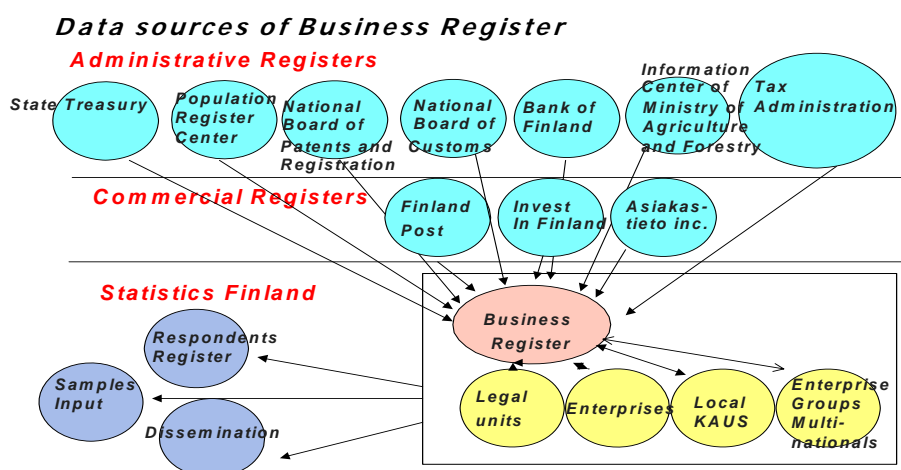 Data sources of Business Register
Administrative Registers
State Treasury
Population
Register
Center
National
Board of
Patents and
Registration
National
Board of
Customs
Bank of
Finland
Information
Center of
Ministry of
Agriculture
and Forestry
Tax
Administration
Commercial Registers
Finland
Post
Invest
In Finland
Asiakas-
tieto inc.
Statistics Finland
Respondents
Register
Samples
Input
Dissemination
Business
Register
Legal
units
Enterprises
Local
KAUS
Enterprise
Groups
Multi-
nationals